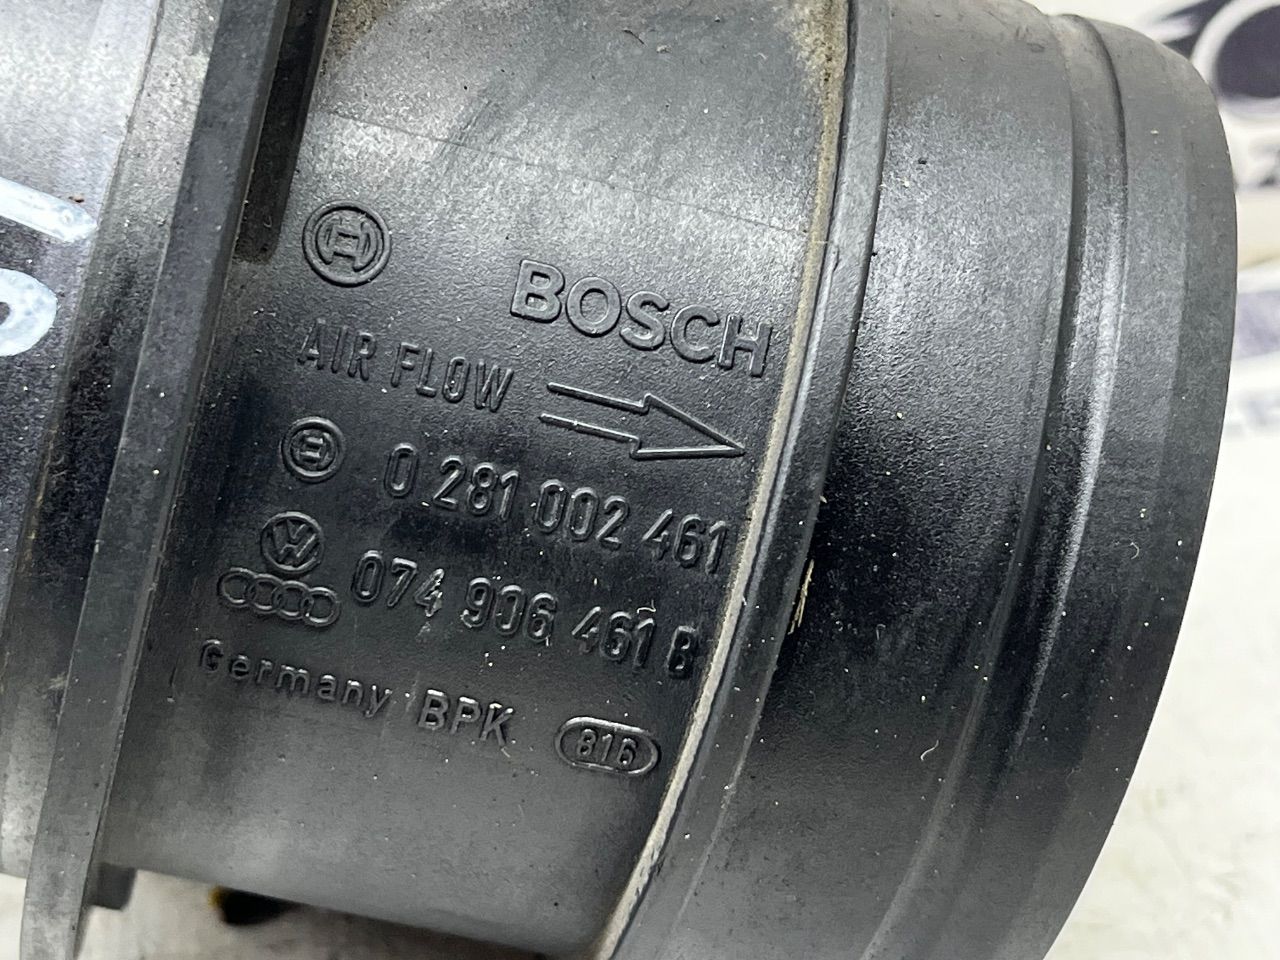 BOSCH
AIR FLOW
0 281 002 461
074 906 461 B
Germany BPK 816